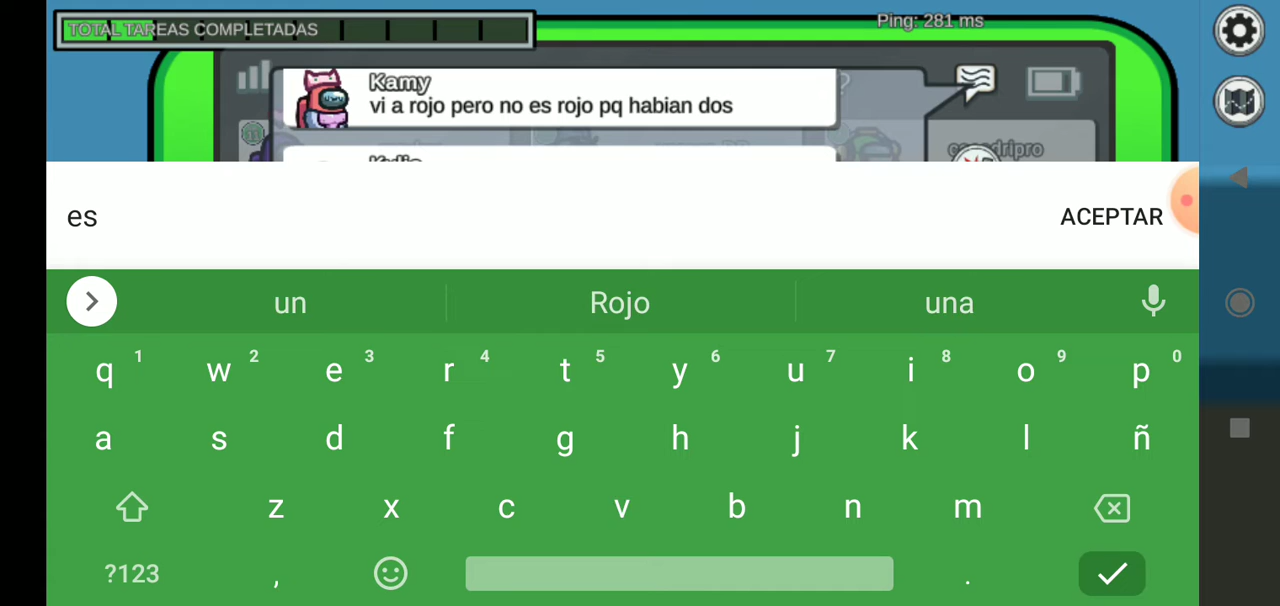 TOTAL TAREAS COMPLETADAS
Ping: 281 ms
Kamy
vi a rojo pero no es rojo pq habian dos
es
ACEPTAR
un Rojo una
q 1 w 2 e 3 r 4 t 5 y 6 u 7 i 8 o 9 p 0
a s d f g h j k l ñ
z x c v b n m
?123 , .